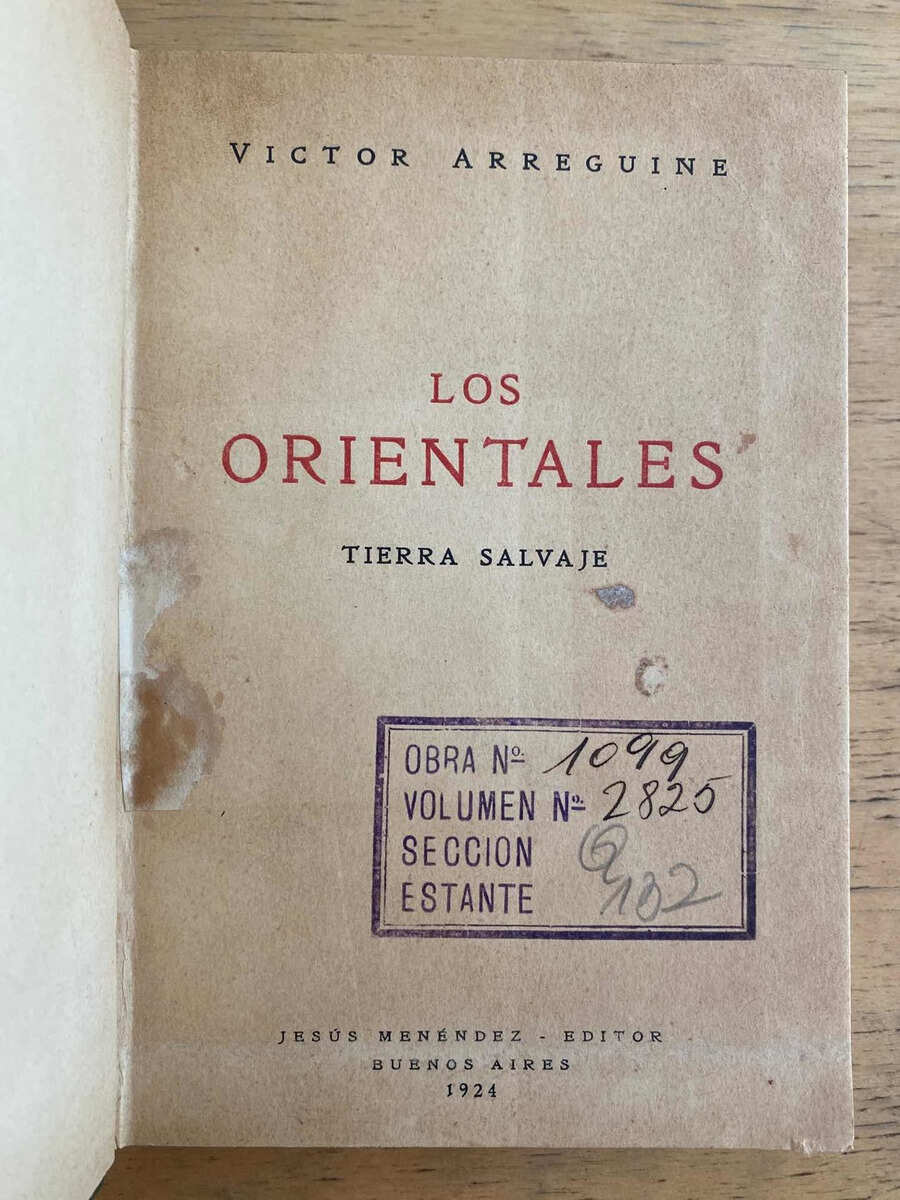 VICTOR ARREGUINE
LOS
ORIENTALES
TIERRA SALVAJE
OBRA Nº 1099
VOLUMEN Nº 2825
SECCION Q
ESTANTE 132
JESÚS MENÉNDEZ - EDITOR
BUENOS AIRES
1924